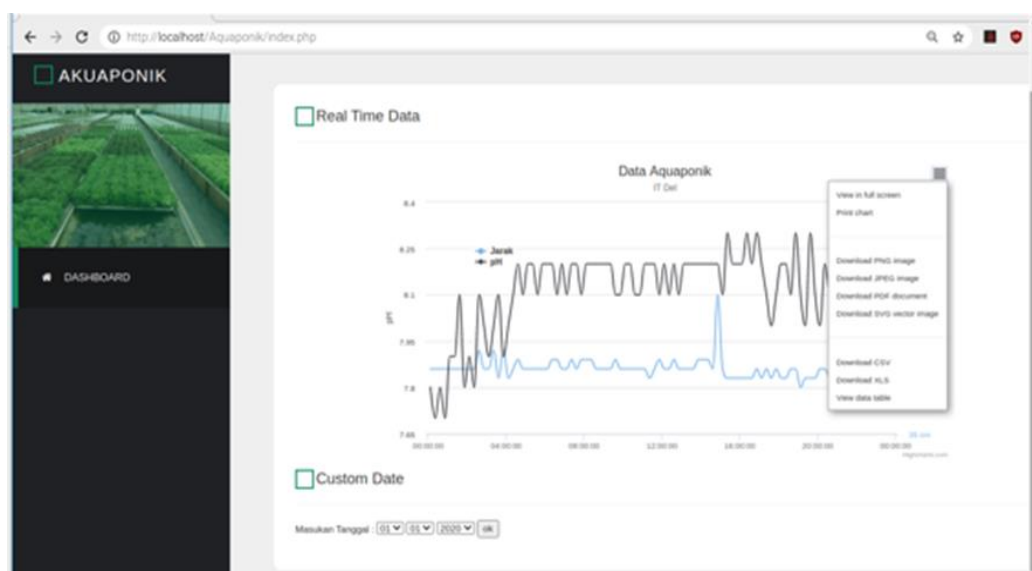 http://localhost/Aquaponik/index.php
AKUAPONIK
DASHBOARD
Real Time Data
Data Aquaponik
IT Del
View in full screen
Print chart
Download PNG image
Download JPEG image
Download PDF document
Download SVG vector image
Download CSV
Download XLS
View data table
Jarak
pH
pH
8.4
8.25
8.1
7.95
7.8
7.65
00:00:00 04:00:00 08:00:00 12:00:00 16:00:00 20:00:00 00:00:00
Highcharts.com
Custom Date
Masukan Tanggal : 01 01 2020 ok